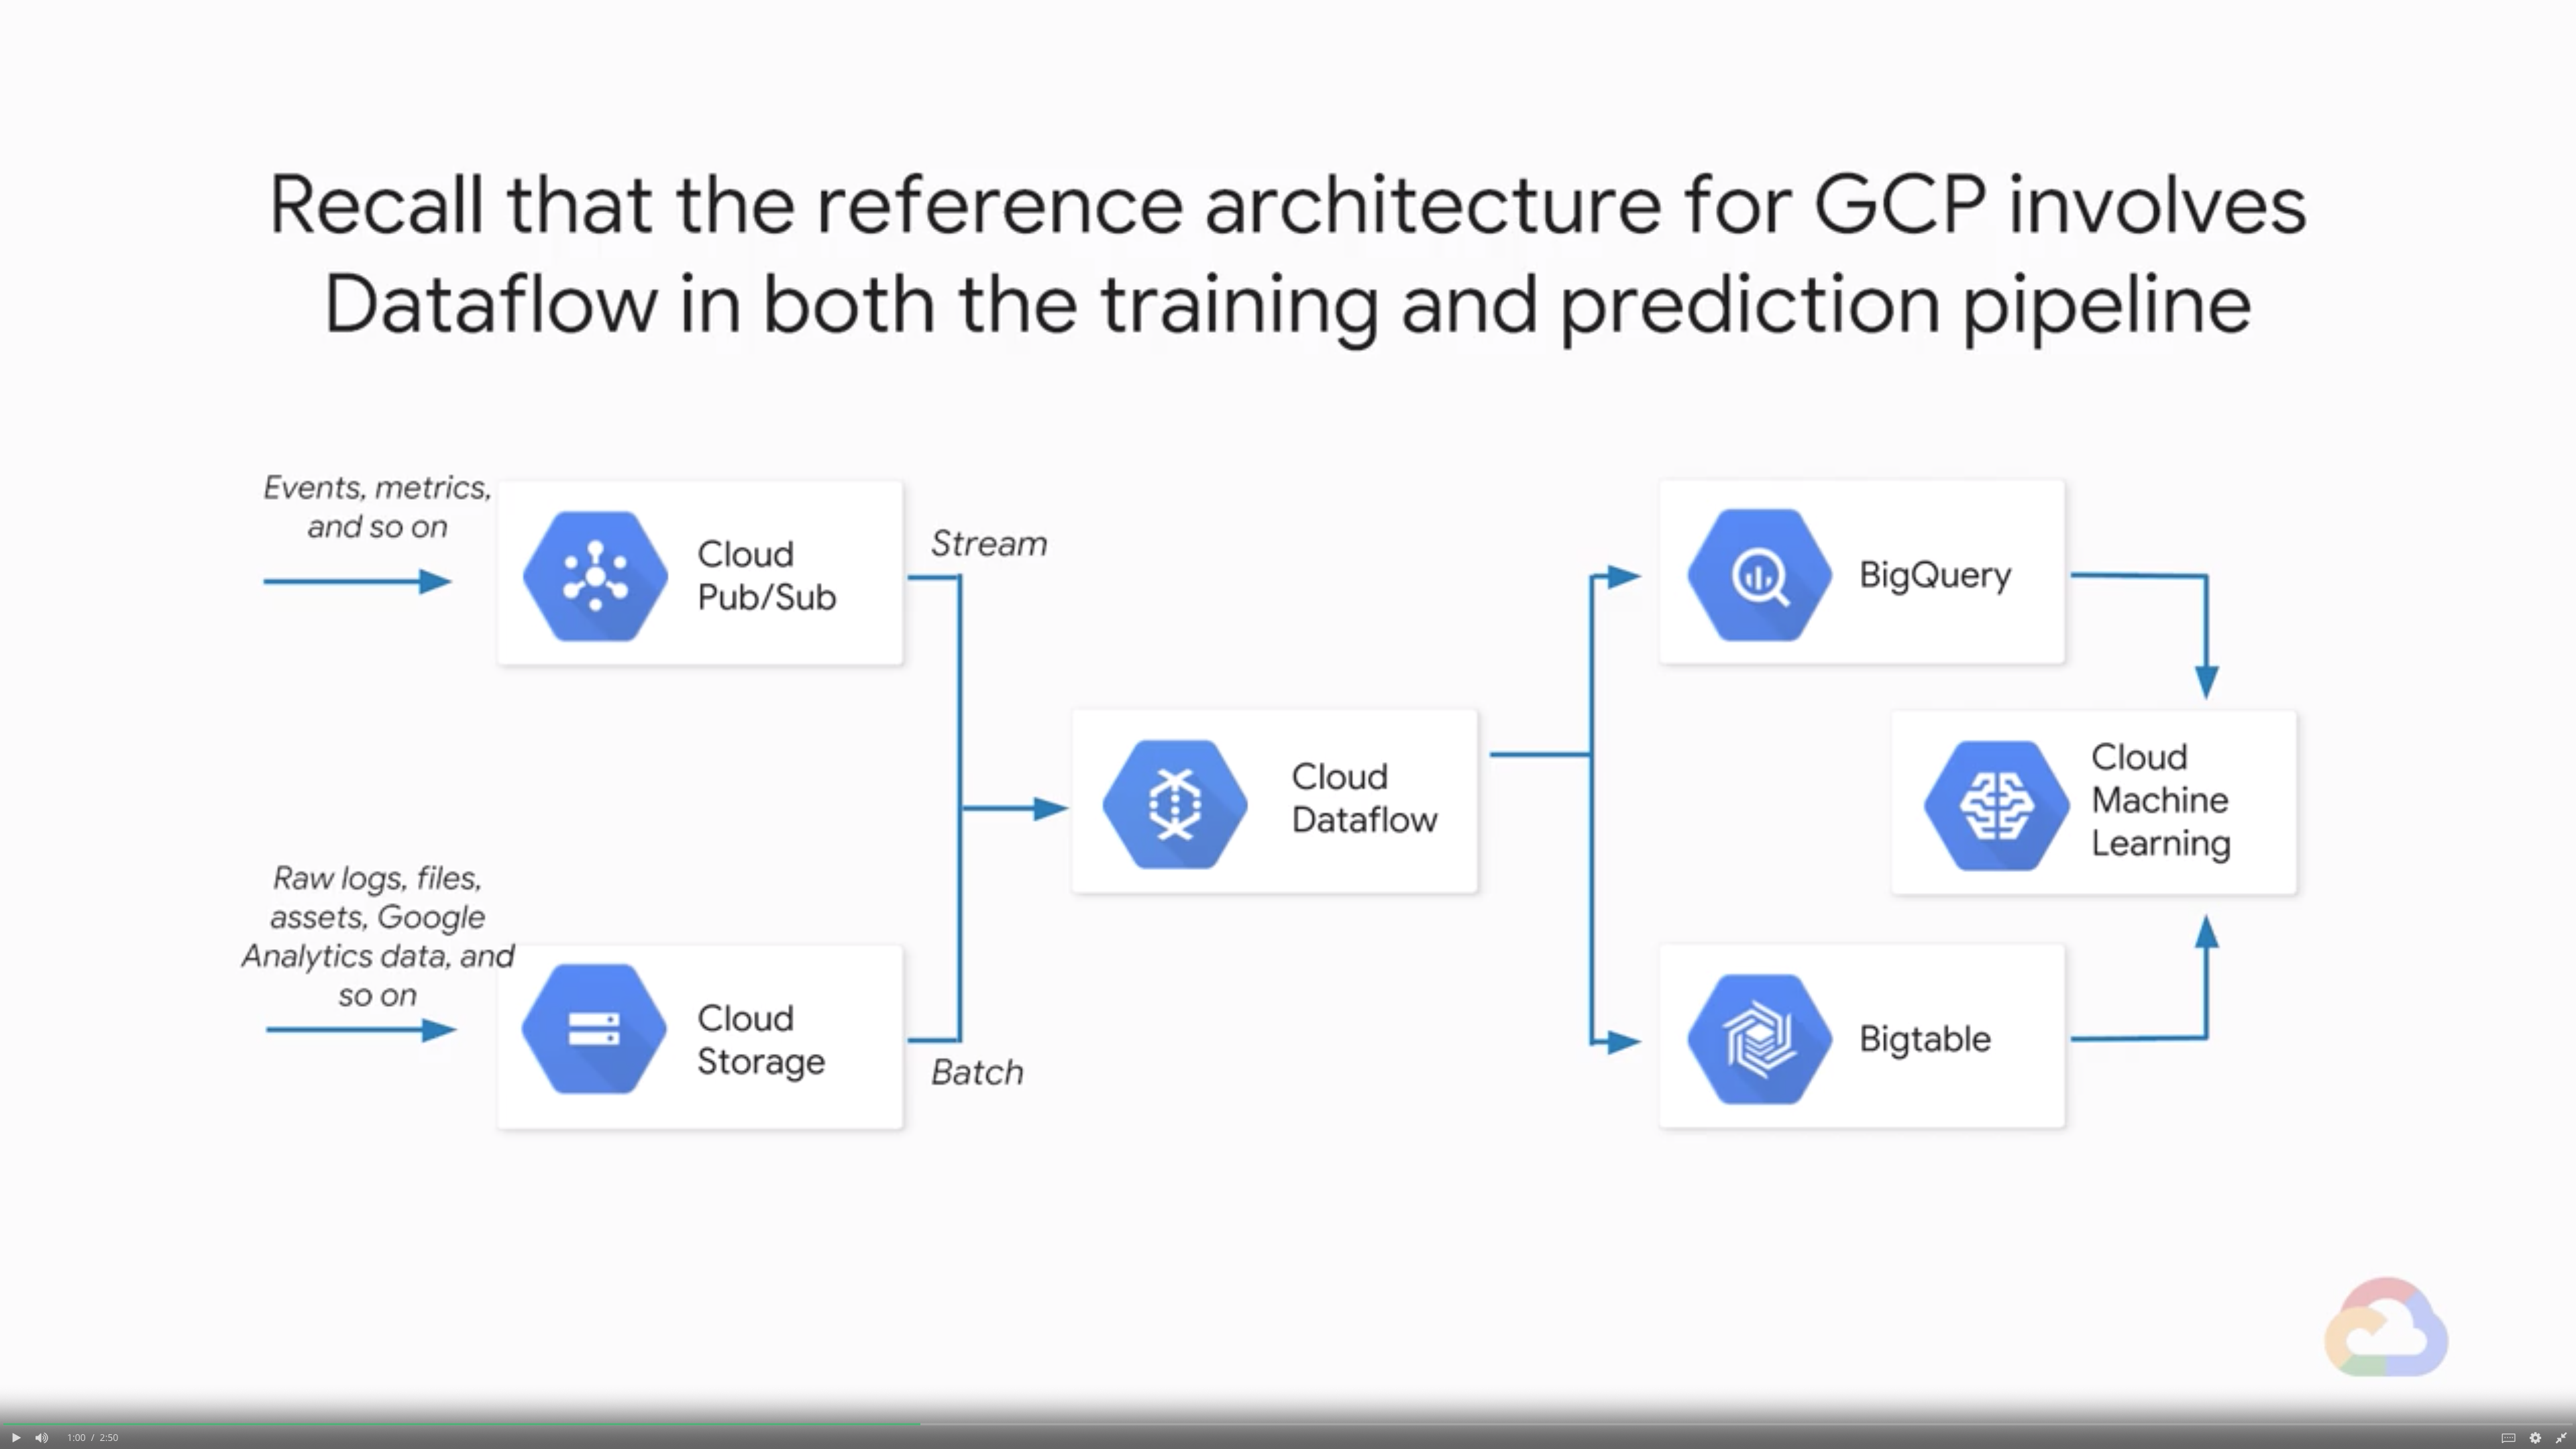 Recall that the reference architecture for GCP involves
Dataflow in both the training and prediction pipeline
Events, metrics,
and so on
Cloud
Pub/Sub
Stream
Raw logs, files,
assets, Google
Analytics data, and
so on
Cloud
Storage
Batch
Cloud
Dataflow
BigQuery
Cloud
Machine
Learning
Bigtable
1:00 / 2:50